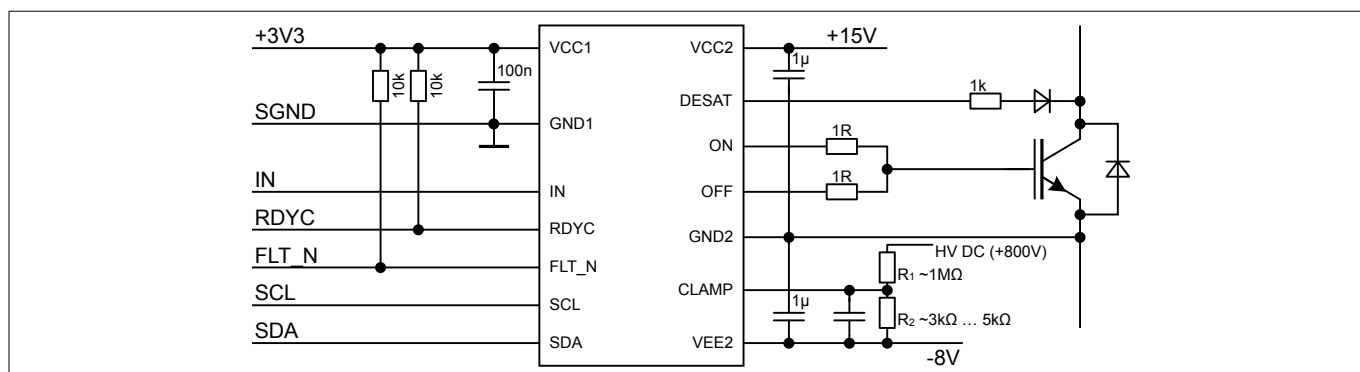 +3V3
SGND
IN
RDYC
FLT_N
SCL
SDA
10k
10k
100n
VCC1
GND1
IN
RDYC
FLT_N
SCL
SDA
VCC2
DESAT
ON
OFF
GND2
CLAMP
VEE2
1µ
+15V
1k
1R
1R
HV DC (+800V)
R₁ ~1MΩ
1µ
R₂ ~3kΩ … 5kΩ
-8V